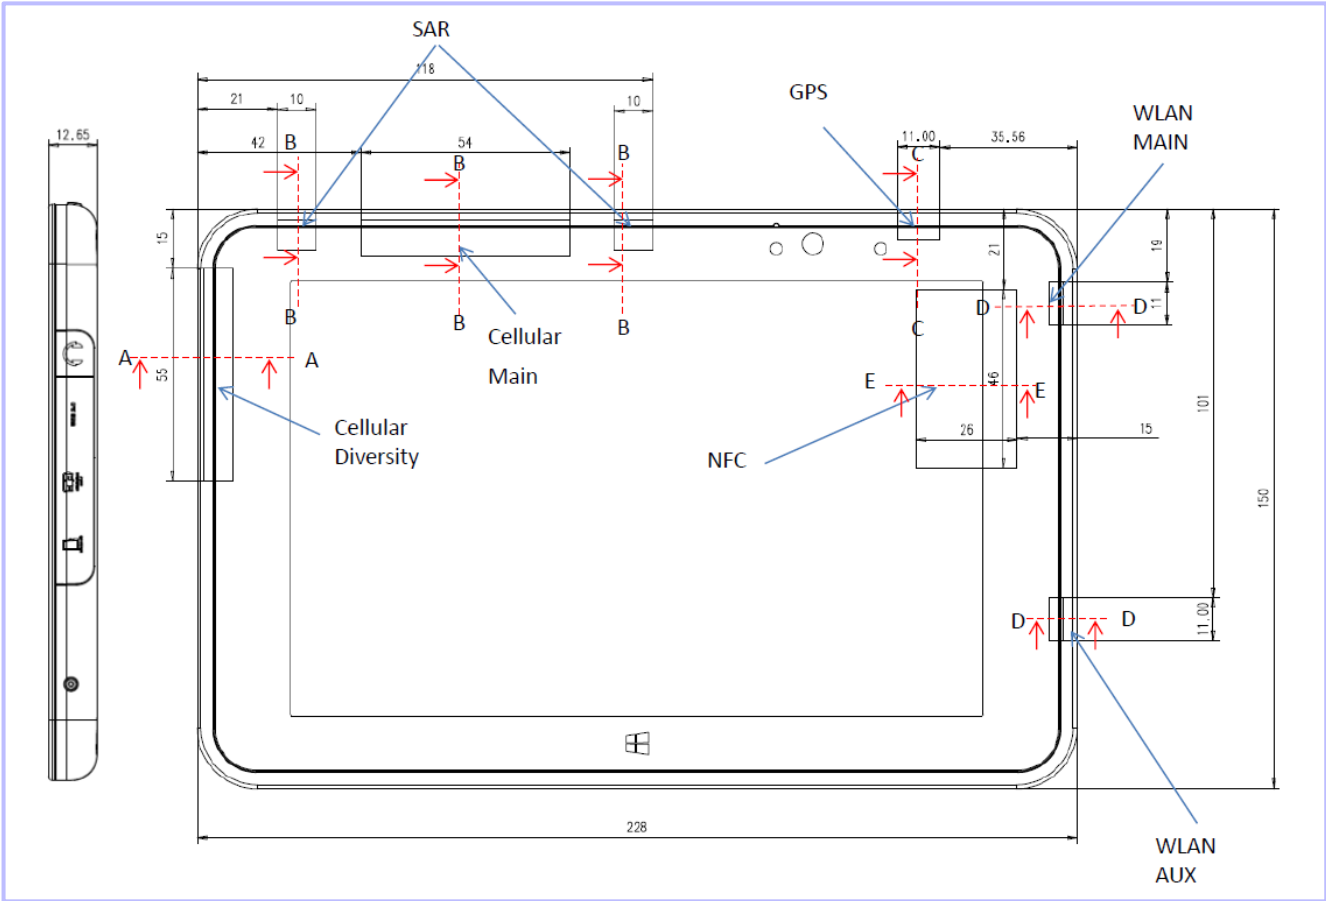 SAR
118
GPS
21
10
10
WLAN
MAIN
12.65
11.00
35.56
42
B
54
B
B
C
15
21
19
11
D
D
B
B
B
C
Cellular
Main
A
A
55
E
46
E
101
Cellular
Diversity
26
15
NFC
150
D
D
11.00
228
WLAN
AUX